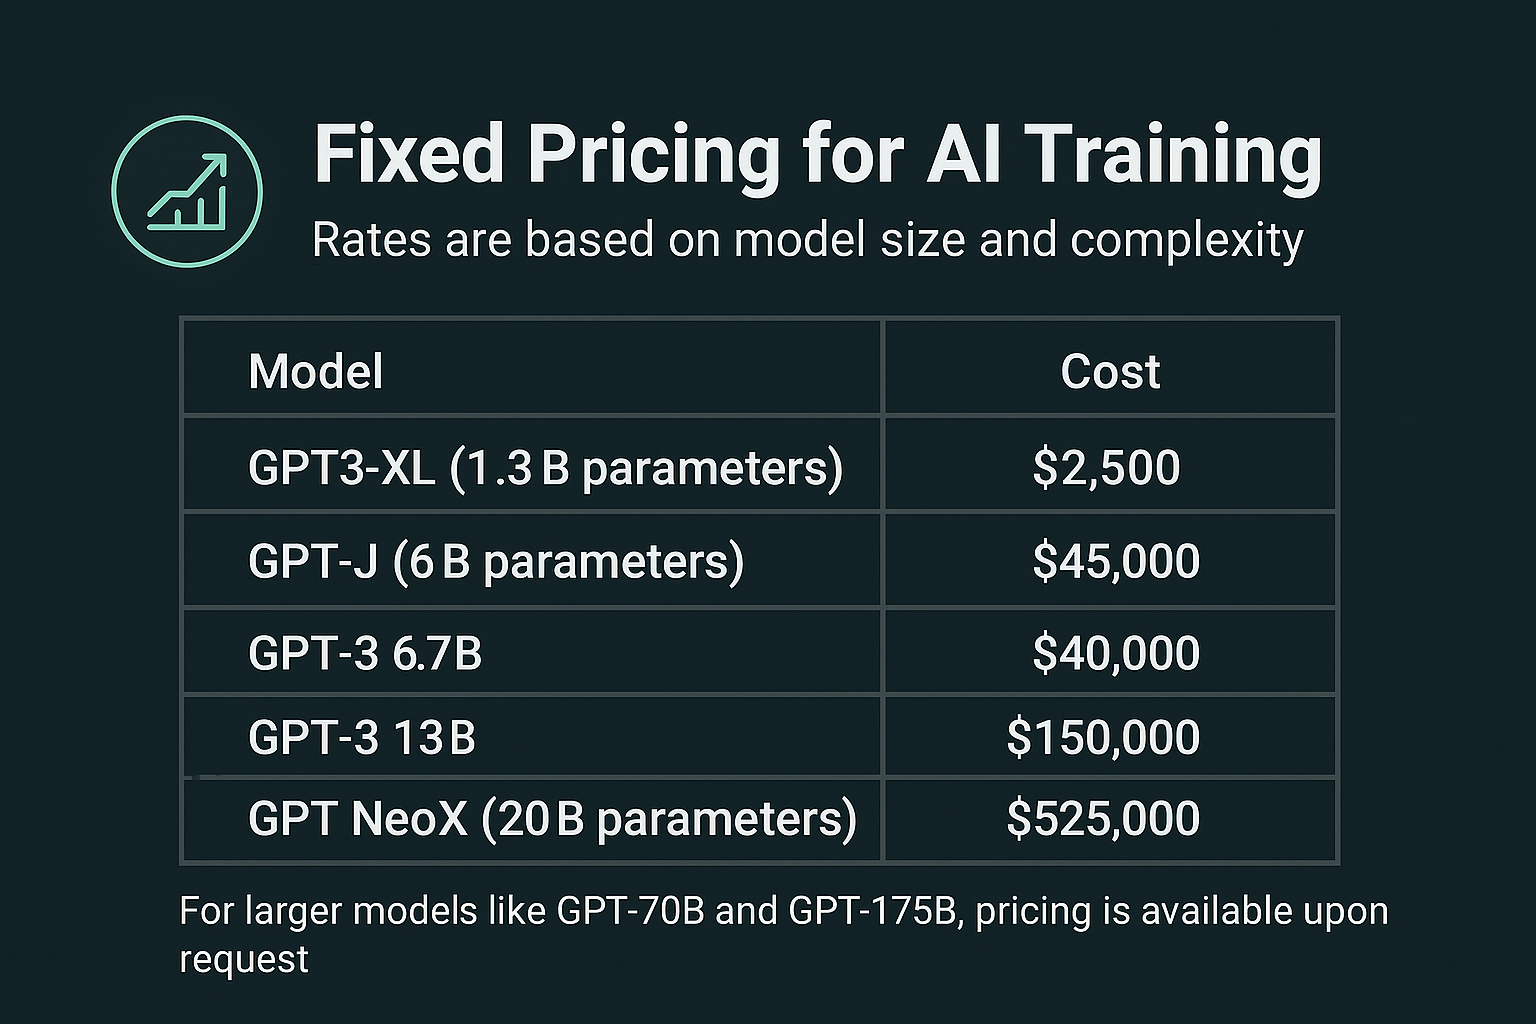 Fixed Pricing for AI Training
Rates are based on model size and complexity
Model Cost
GPT3-XL (1.3 B parameters) $2,500
GPT-J (6 B parameters) $45,000
GPT-3 6.7B $40,000
GPT-3 13 B $150,000
GPT NeoX (20 B parameters) $525,000
For larger models like GPT-70B and GPT-175B, pricing is available upon
request